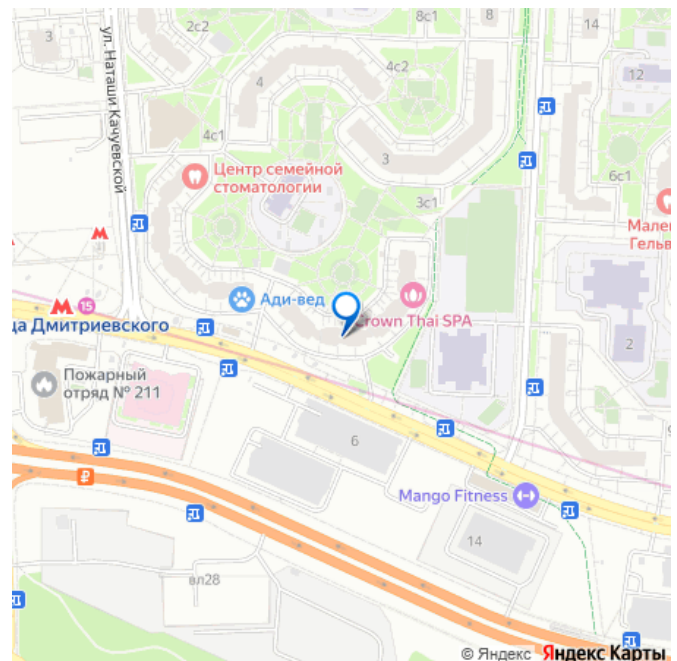 8с1
8
14
2с2
3
ул. Наташи Качуевской
4
4с2
12
4с1
3
6с1
Центр семейной
стоматологии
3с1
Мален
Гельв
Ади-вед
М
15
ца Дмитриевского
Crown Thai SPA
2
Пожарный
отряд № 211
6
₽
Mango Fitness
14
вл28
© Яндекс Яндекс Карты